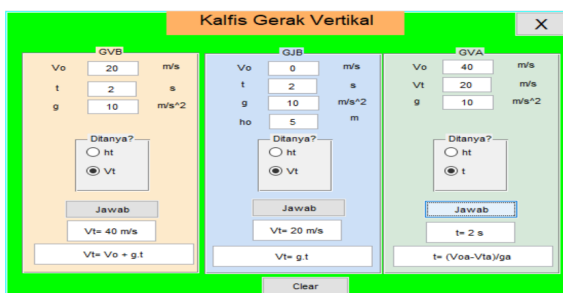 Kalfis Gerak Vertikal
X
GVB
Vo 20 m/s
t 2 s
g 10 m/s^2
Ditanya?
ht
Vt
Jawab
Vt= 40 m/s
Vt= Vo + g.t
GJB
Vo 0 m/s
t 2 s
g 10 m/s^2
ho 5 m
Ditanya?
ht
Vt
Jawab
Vt= 20 m/s
Vt= g.t
GVA
Vo 40 m/s
Vt 20 m/s
g 10 m/s^2
Ditanya?
ht
t
Jawab
t= 2 s
t= (Voa-Vta)/ga
Clear